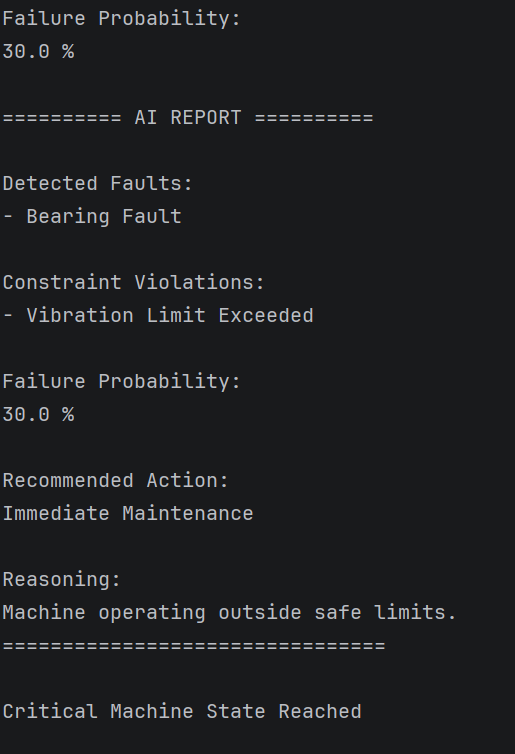 Failure Probability:
30.0 %
========== AI REPORT ==========
Detected Faults:
- Bearing Fault
Constraint Violations:
- Vibration Limit Exceeded
Failure Probability:
30.0 %
Recommended Action:
Immediate Maintenance
Reasoning:
Machine operating outside safe limits.
================================
Critical Machine State Reached